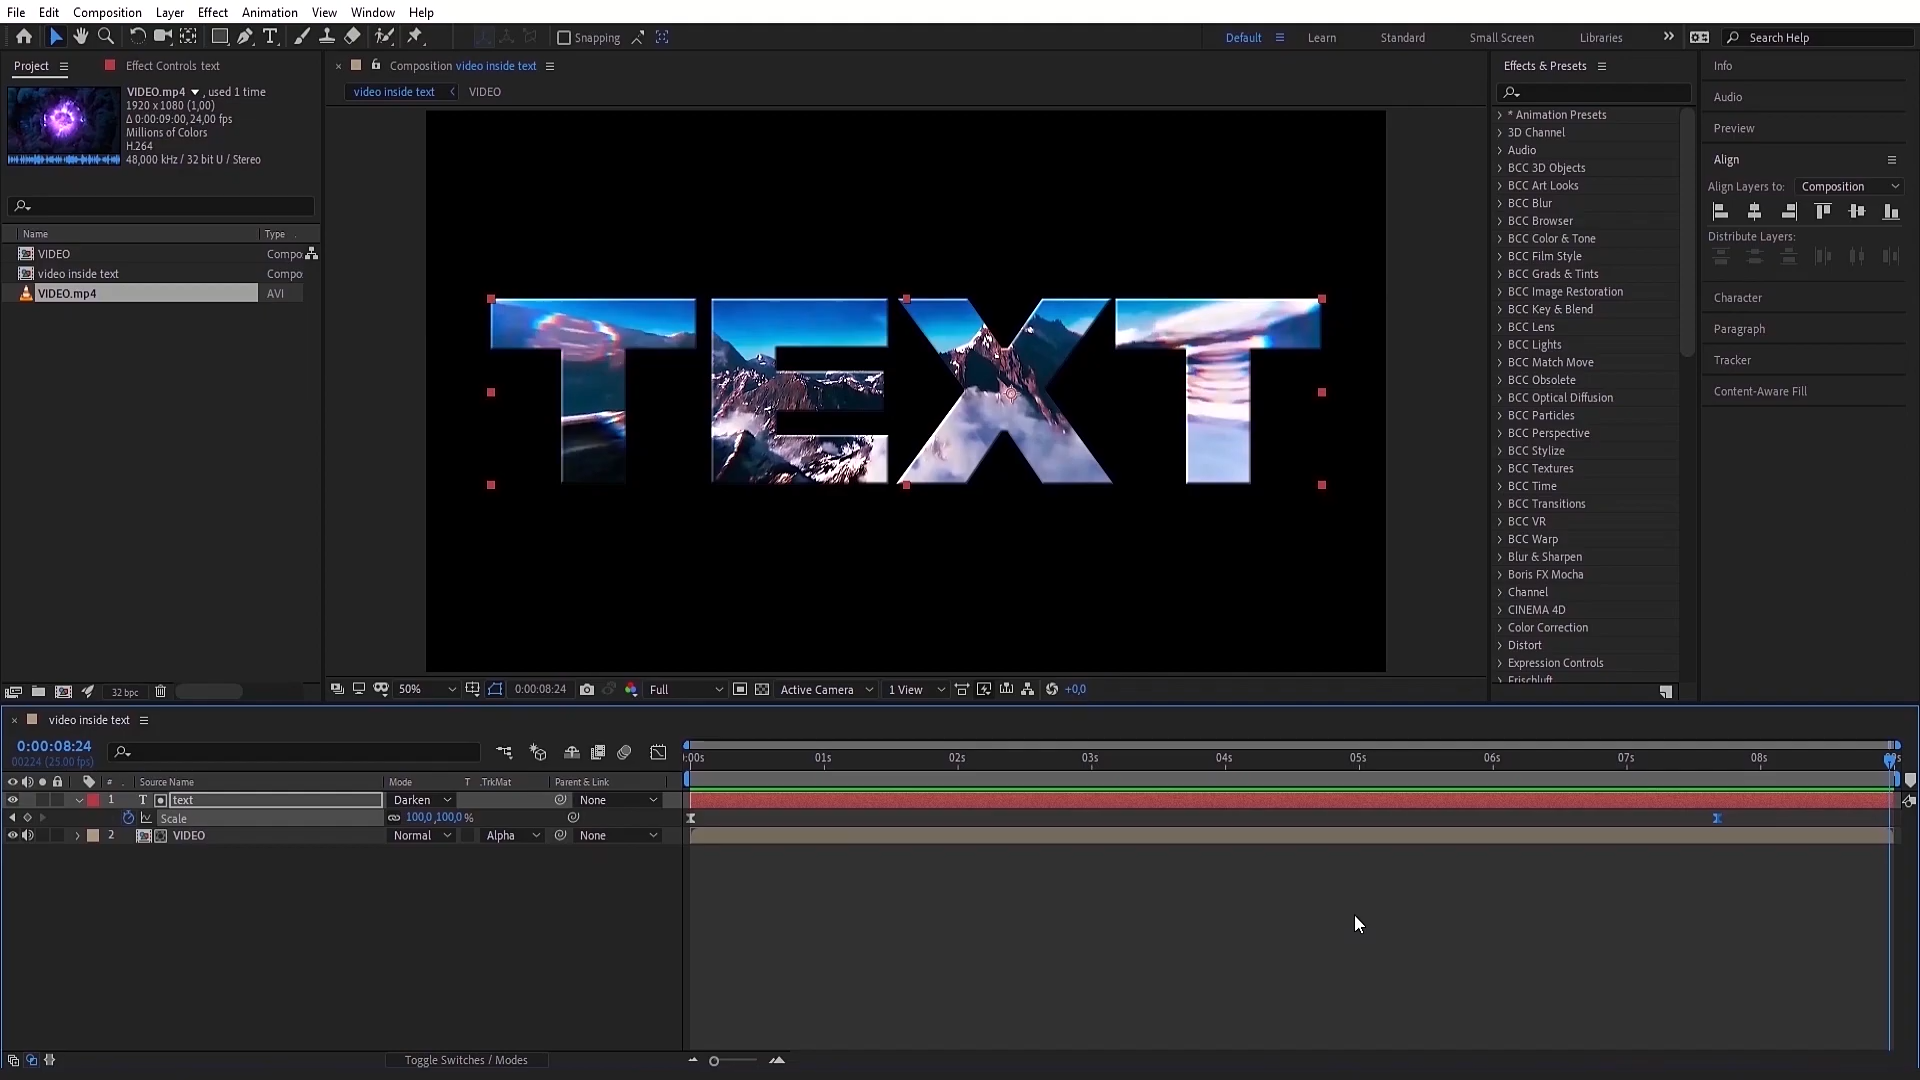 File Edit Composition Layer Effect Animation View Window Help
Snapping
Default Learn Standard Small Screen Libraries Search Help
Project Effect Controls text
VIDEO.mp4 , used 1 time
1920 x 1080 (1,00)
Δ 0:00:09:00, 24,00 fps
Millions of Colors
H.264
48,000 kHz / 32 bit U / Stereo
Name Type
VIDEO Compo
video inside text Compo
VIDEO.mp4 AVI
32 bpc
Composition video inside text
video inside text VIDEO
TEXT
50% 0:00:08:24 Full Active Camera 1 View +0,0
Effects & Presets
* Animation Presets
3D Channel
Audio
BCC 3D Objects
BCC Art Looks
BCC Blur
BCC Browser
BCC Color & Tone
BCC Film Style
BCC Grads & Tints
BCC Image Restoration
BCC Key & Blend
BCC Lens
BCC Lights
BCC Match Move
BCC Obsolete
BCC Optical Diffusion
BCC Particles
BCC Perspective
BCC Stylize
BCC Textures
BCC Time
BCC Transitions
BCC VR
BCC Warp
Blur & Sharpen
Boris FX Mocha
Channel
CINEMA 4D
Color Correction
Distort
Expression Controls
Frischluft
Info
Audio
Preview
Align
Align Layers to: Composition
Distribute Layers:
Character
Paragraph
Tracker
Content-Aware Fill
video inside text
0:00:08:24
00224 (25.00 fps)
# Source Name Mode T .TrkMat Parent & Link
1 T text Darken None
Scale 100,0,100,0 %
2 VIDEO Normal Alpha None
:00s 01s 02s 03s 04s 05s 06s 07s 08s
Toggle Switches / Modes